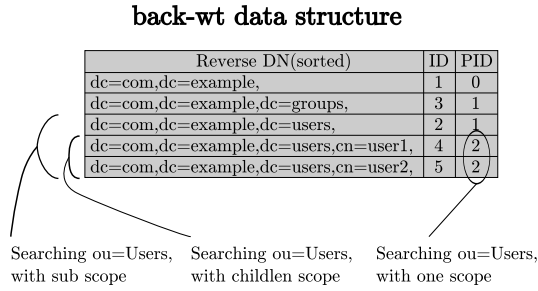 back-wt data structure
Reverse DN(sorted) ID PID
dc=com,dc=example, 1 0
dc=com,dc=example,dc=groups, 3 1
dc=com,dc=example,dc=users, 2 1
dc=com,dc=example,dc=users,cn=user1, 4 2
dc=com,dc=example,dc=users,cn=user2, 5 2
Searching ou=Users, Searching ou=Users, Searching ou=Users,
with sub scope with childlen scope with one scope